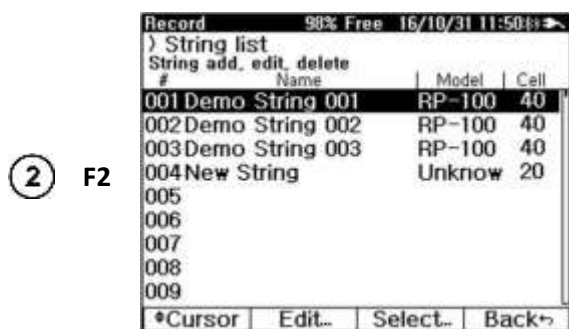 Record 98% Free 16/10/31 11:50
› String list
String add, edit, delete
# Name | Model | Cell
001 Demo String 001 RP-100 40
002 Demo String 002 RP-100 40
003 Demo String 003 RP-100 40
004 New String Unknow 20
005
006
007
008
009
Cursor | Edit… | Select… | Back
2 F2